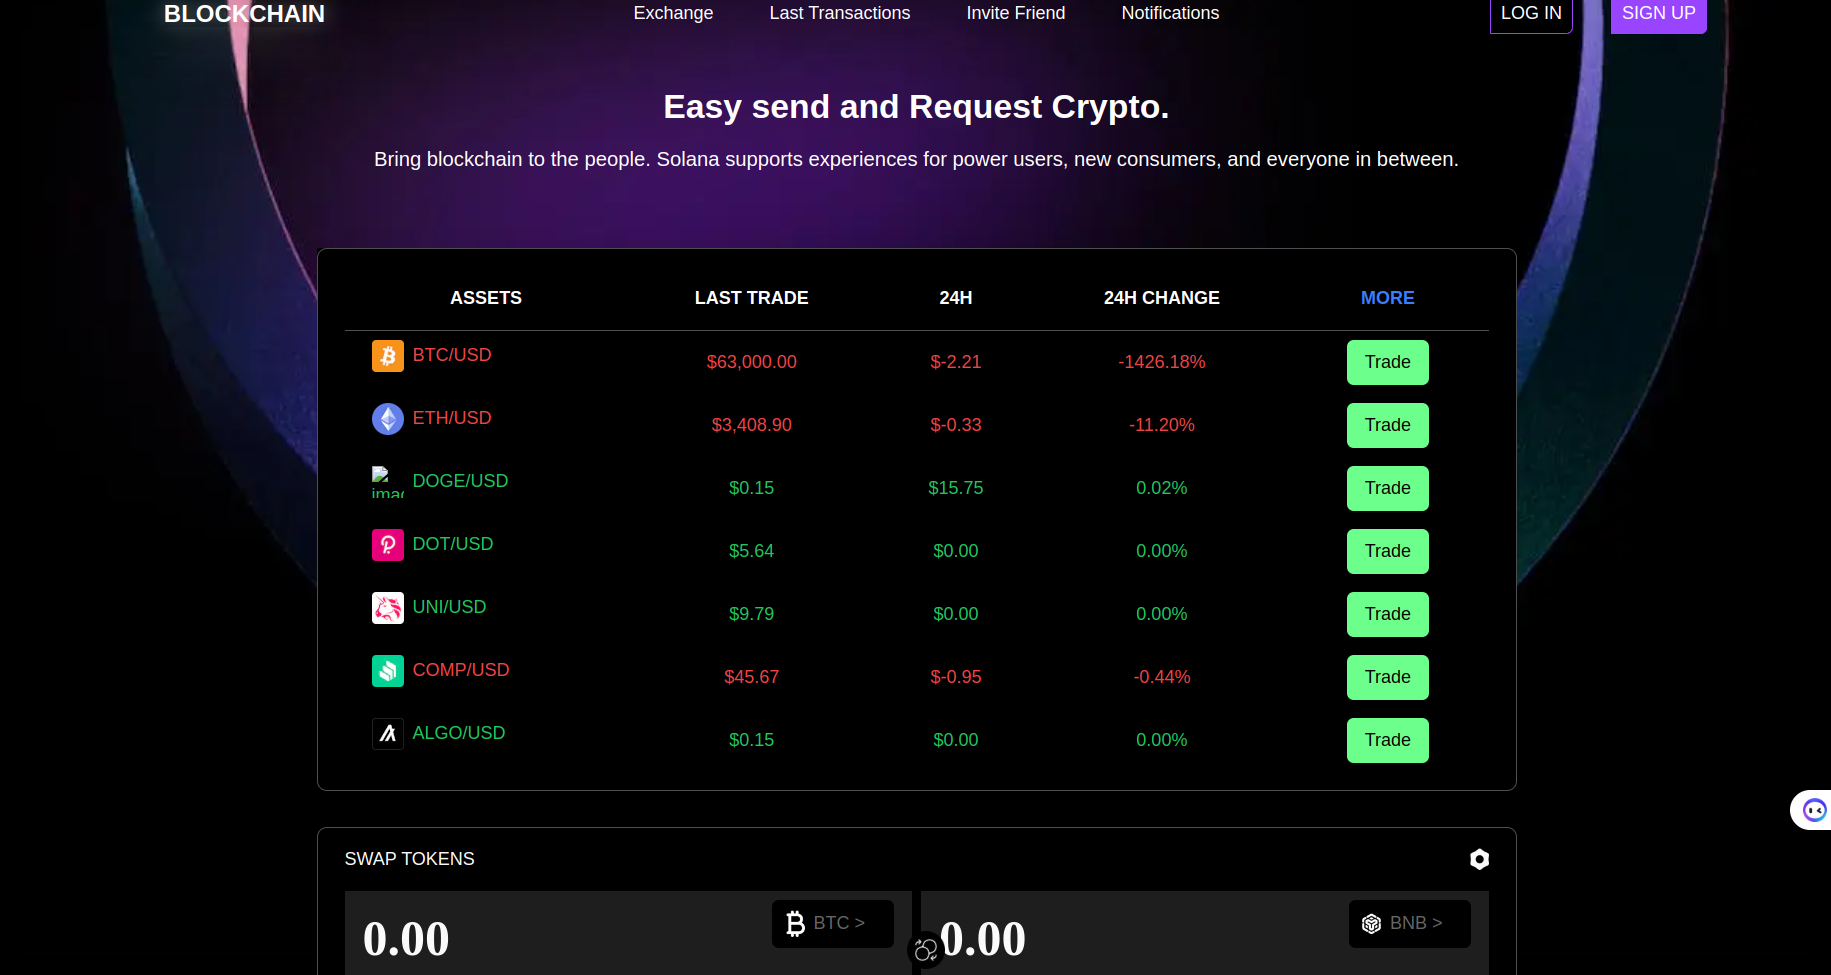 BLOCKCHAIN Exchange Last Transactions Invite Friend Notifications LOG IN SIGN UP
Easy send and Request Crypto.
Bring blockchain to the people. Solana supports experiences for power users, new consumers, and everyone in between.
ASSETS LAST TRADE 24H 24H CHANGE MORE
BTC/USD $63,000.00 $-2.21 -1426.18% Trade
ETH/USD $3,408.90 $-0.33 -11.20% Trade
DOGE/USD $0.15 $15.75 0.02% Trade
DOT/USD $5.64 $0.00 0.00% Trade
UNI/USD $9.79 $0.00 0.00% Trade
COMP/USD $45.67 $-0.95 -0.44% Trade
ALGO/USD $0.15 $0.00 0.00% Trade
SWAP TOKENS
0.00 BTC > 0.00 BNB >